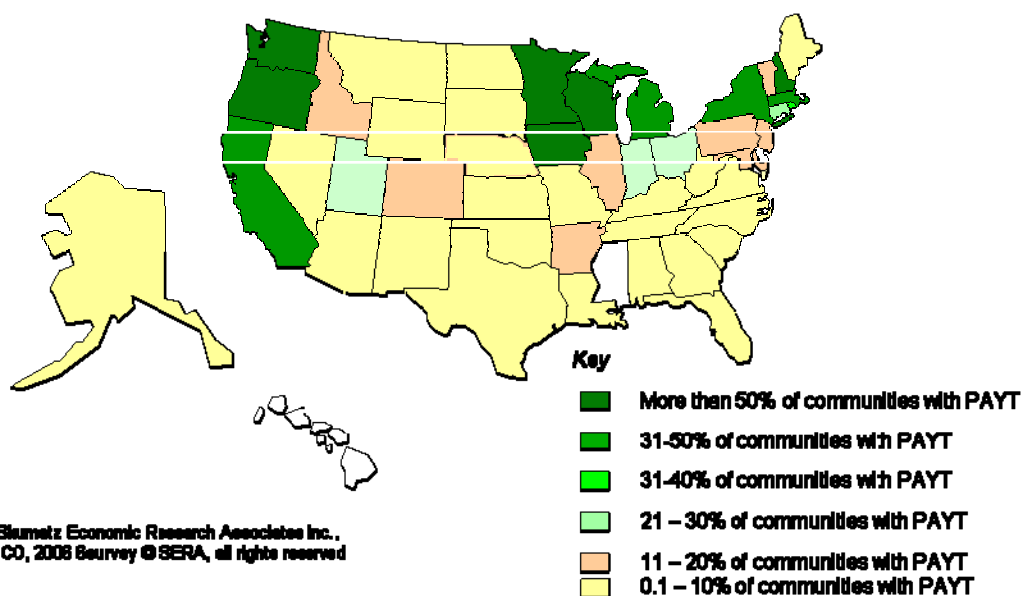 Key
More than 50% of communities with PAYT
31-50% of communities with PAYT
31-40% of communities with PAYT
21 – 30% of communities with PAYT
11 – 20% of communities with PAYT
0.1 – 10% of communities with PAYT
Skumatz Economic Research Associates Inc.,
CO, 2006 Seurvey © SERA, all rights reserved